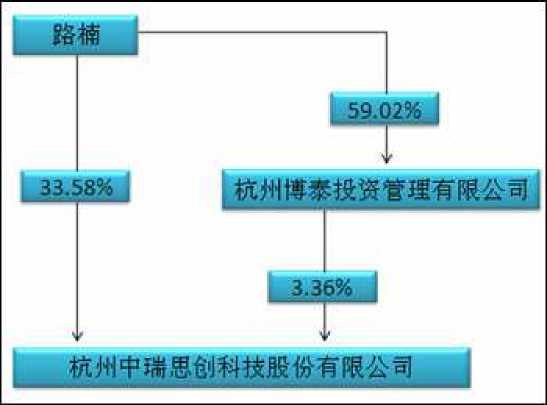 路楠
59.02%
33.58%
杭州博泰投资管理有限公司
3.36%
杭州中瑞思创科技股份有限公司